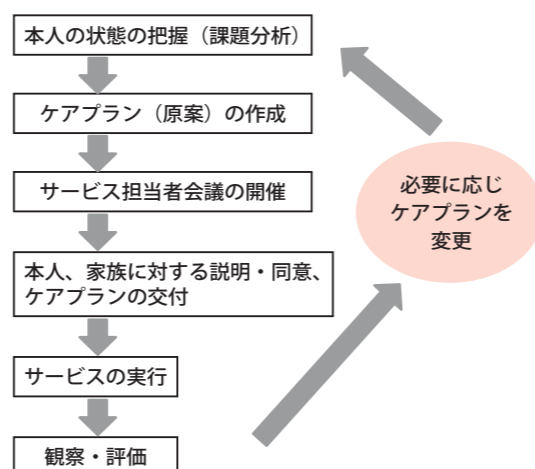 本人の状態の把握（課題分析）
ケアプラン（原案）の作成
サービス担当者会議の開催
本人、家族に対する説明・同意、
ケアプランの交付
サービスの実行
観察・評価
必要に応じ
ケアプランを
変更